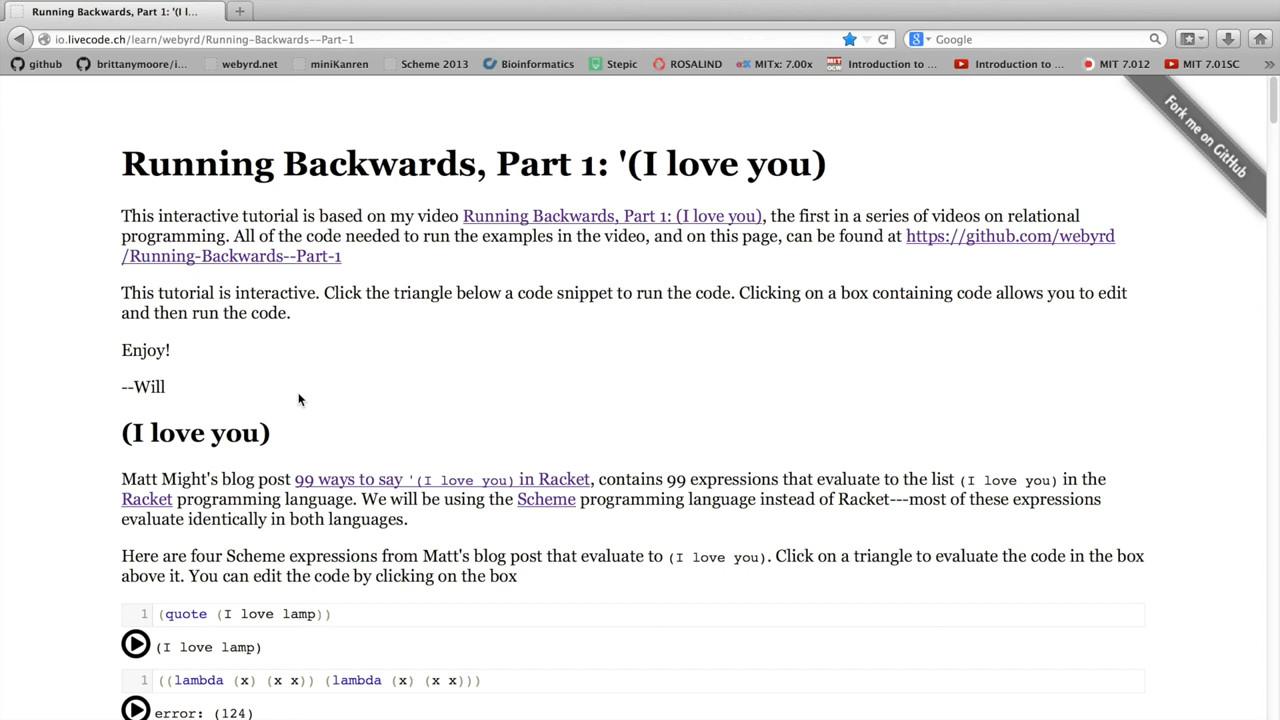 Running Backwards, Part 1: '(I l...
io.livecode.ch/learn/webyrd/Running-Backwards--Part-1
Google
github
brittanymoore/i...
webyrd.net
miniKanren
Scheme 2013
Bioinformatics
Stepic
ROSALIND
MITx: 7.00x
Introduction to ...
Introduction to ...
MIT 7.012
MIT 7.01SC
Fork me on GitHub
Running Backwards, Part 1: '(I love you)
This interactive tutorial is based on my video Running Backwards, Part 1: (I love you), the first in a series of videos on relational
programming. All of the code needed to run the examples in the video, and on this page, can be found at https://github.com/webyrd
/Running-Backwards--Part-1
This tutorial is interactive. Click the triangle below a code snippet to run the code. Clicking on a box containing code allows you to edit
and then run the code.
Enjoy!
--Will
(I love you)
Matt Might's blog post 99 ways to say '(I love you) in Racket, contains 99 expressions that evaluate to the list (I love you) in the
Racket programming language. We will be using the Scheme programming language instead of Racket---most of these expressions
evaluate identically in both languages.
Here are four Scheme expressions from Matt's blog post that evaluate to (I love you). Click on a triangle to evaluate the code in the box
above it. You can edit the code by clicking on the box
1 (quote (I love lamp))
(I love lamp)
1 ((lambda (x) (x x)) (lambda (x) (x x)))
error: (124)